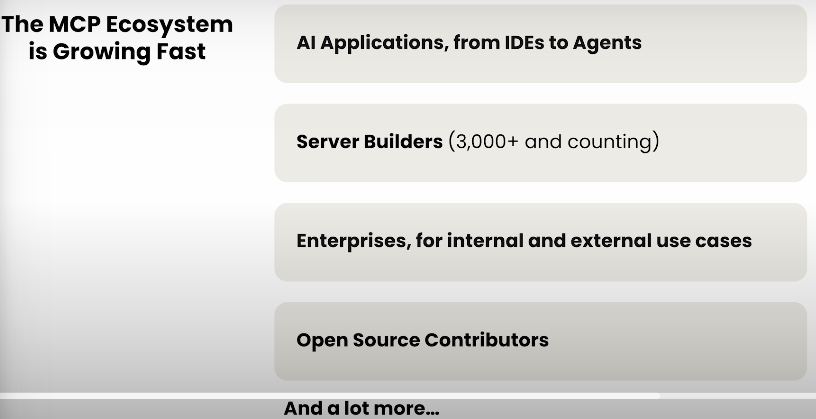 The MCP Ecosystem
is Growing Fast
AI Applications, from IDEs to Agents
Server Builders (3,000+ and counting)
Enterprises, for internal and external use cases
Open Source Contributors
And a lot more...